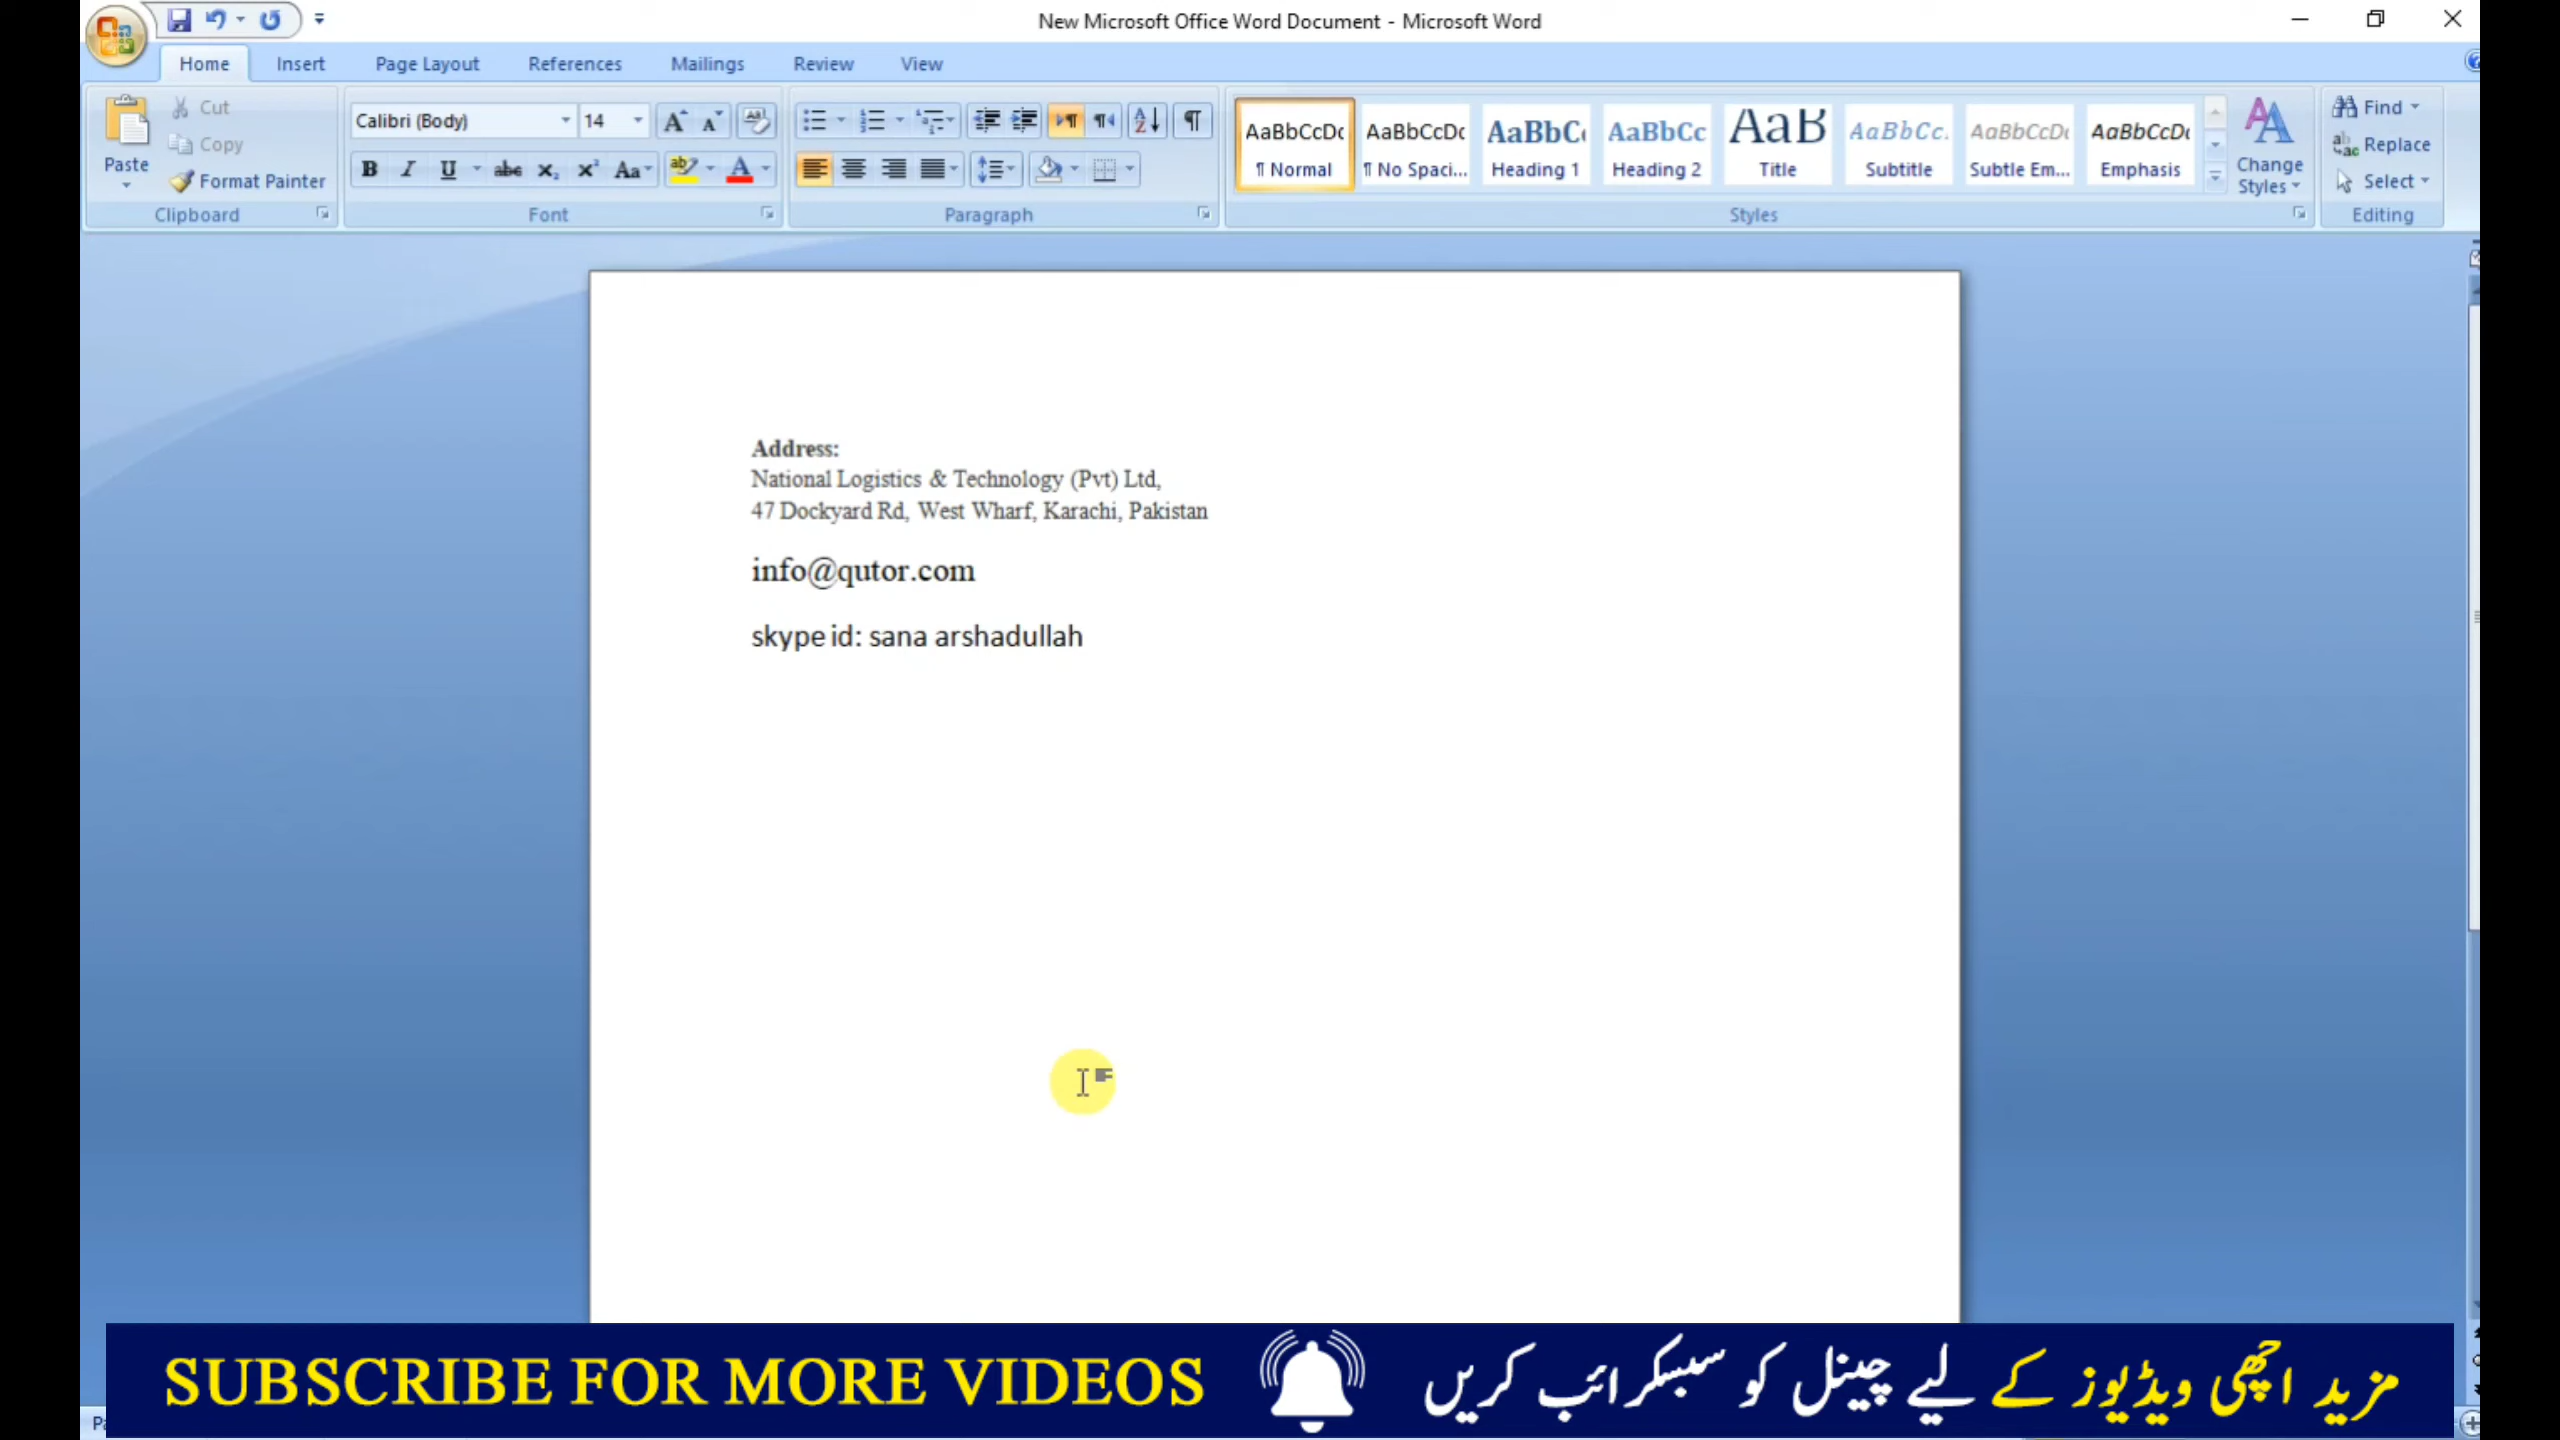 New Microsoft Office Word Document - Microsoft Word
Home Insert Page Layout References Mailings Review View
Paste
Cut
Copy
Format Painter
Clipboard
Calibri (Body) 14
Font
Paragraph
AaBbCcDc AaBbCcDc AaBbC AaBbCc AaB AaBbCc. AaBbCcDc AaBbCcDc
¶ Normal ¶ No Spaci... Heading 1 Heading 2 Title Subtitle Subtle Em... Emphasis
Change Styles
Styles
Find
Replace
Select
Editing
Address:
National Logistics & Technology (Pvt) Ltd,
47 Dockyard Rd, West Wharf, Karachi, Pakistan
info@qutor.com
skype id: sana arshadullah
SUBSCRIBE FOR MORE VIDEOS
مزید اچھی ویڈیوز کے لیے چینل کو سبسکرائب کریں